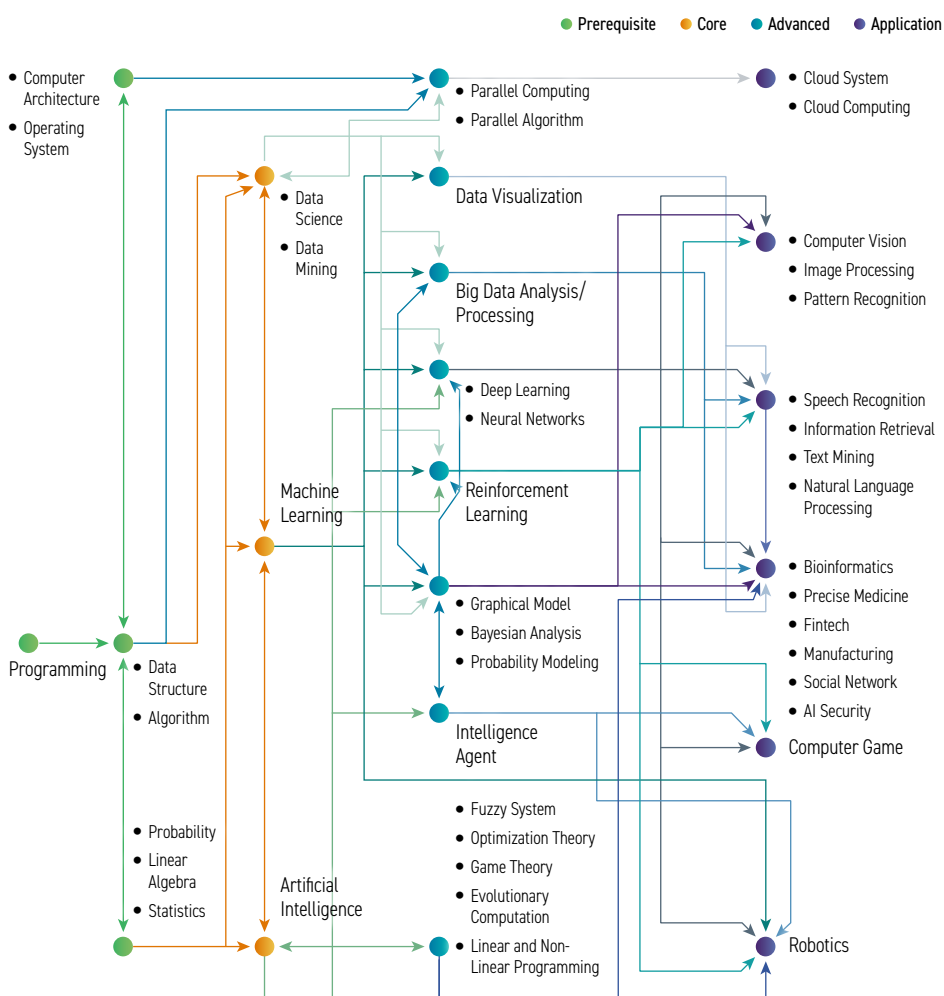 Prerequisite
Core
Advanced
Application
• Computer
Architecture
• Operating
System
• Parallel Computing
• Parallel Algorithm
• Cloud System
• Cloud Computing
• Data
Science
• Data
Mining
Data Visualization
• Computer Vision
• Image Processing
• Pattern Recognition
Big Data Analysis/
Processing
• Deep Learning
• Neural Networks
• Speech Recognition
• Information Retrieval
• Text Mining
• Natural Language
Processing
Machine
Learning
Reinforcement
Learning
• Graphical Model
• Bayesian Analysis
• Probability Modeling
• Bioinformatics
• Precise Medicine
• Fintech
• Manufacturing
• Social Network
• AI Security
Programming
• Data
Structure
• Algorithm
Intelligence
Agent
Computer Game
• Probability
• Linear
Algebra
• Statistics
Artificial
Intelligence
• Fuzzy System
• Optimization Theory
• Game Theory
• Evolutionary
Computation
• Linear and Non-
Linear Programming
Robotics